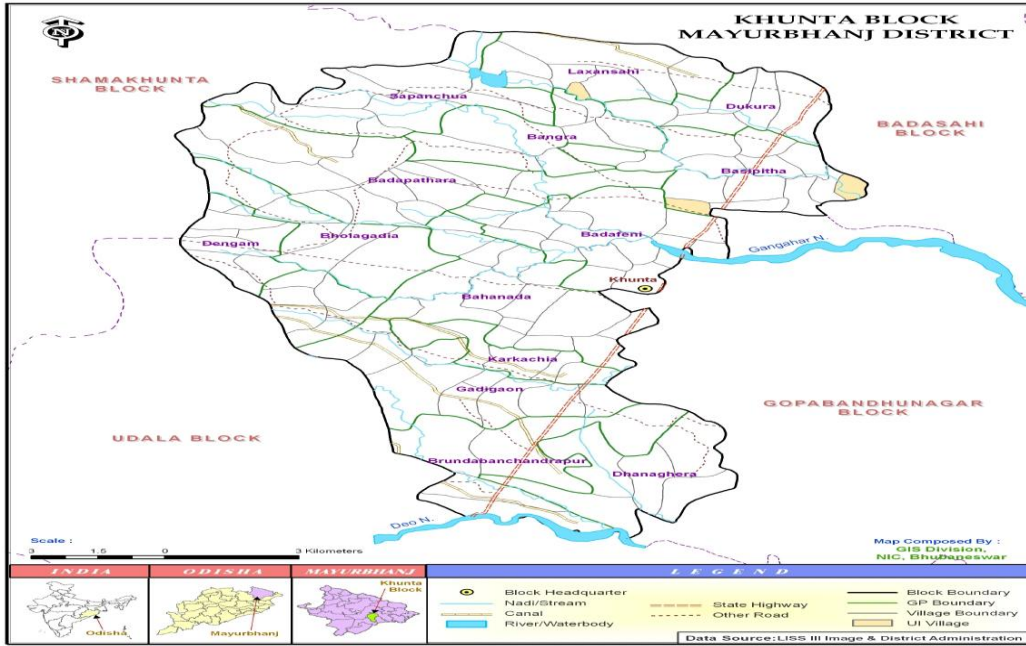 KHUNTA BLOCK
MAYURBHANJ DISTRICT
N
SHAMAKHUNTA
BLOCK
Laxansahi
Sapanchua
Dukura
BADASAHI
BLOCK
Bangra
Basipitha
Badapathara
Bholagadia
Badafeni
Dengam
Gangahar N.
Khunta
Bahanada
Karkachia
Gadigaon
GOPABANDHUNAGAR
BLOCK
UDALA BLOCK
Brundabanchandrapur
Dhanaghera
Deo N.
Scale :
3 1.5 0 3 Kilometers
Map Composed By :
GIS Division,
NIC, Bhubaneswar
INDIA
ODISHA
MAYURBHANJ
LEGEND
Odisha
Mayurbhanj
Khunta
Block
Block Headquarter
Nadi/Stream
Canal
River/Waterbody
State Highway
Other Road
Block Boundary
GP Boundary
Village Boundary
UI Village
Data Source: LISS III Image & District Administration